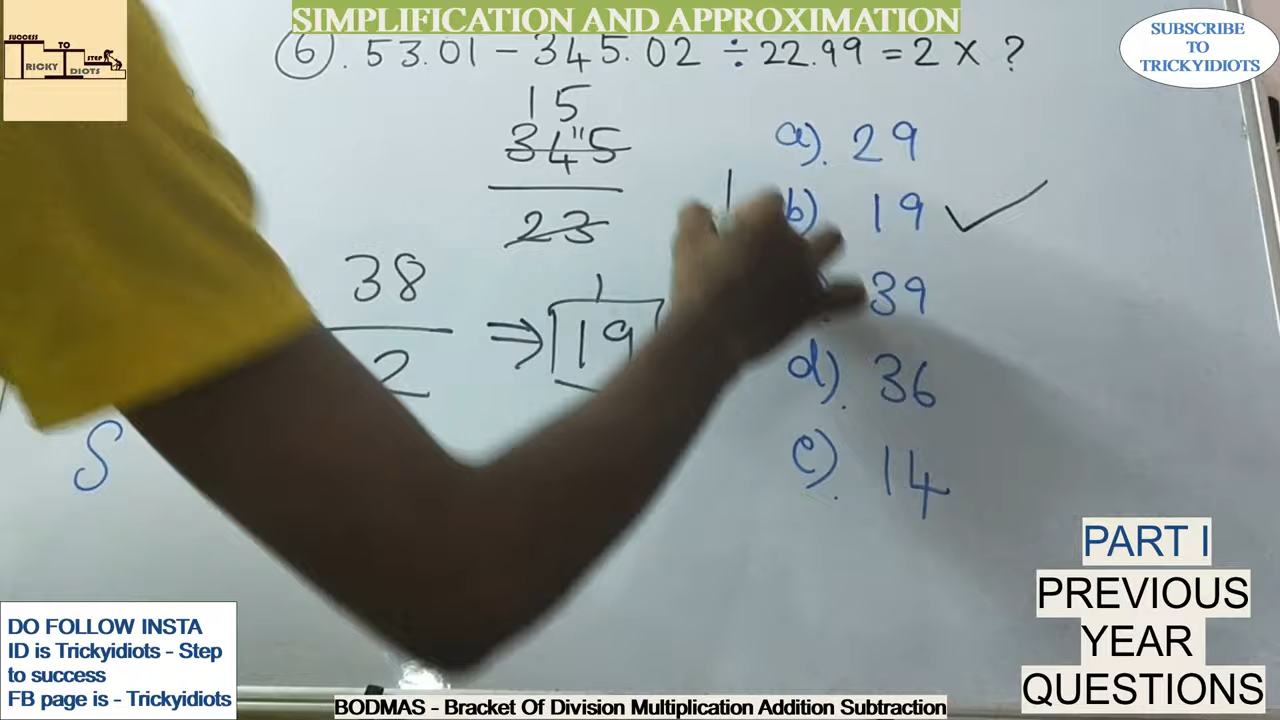 SIMPLIFICATION AND APPROXIMATION
SUCCESS
TO
STEP
RICKY
DIOTS
SUBSCRIBE
TO
TRICKYIDIOTS
6. 53.01 - 345.02 ÷ 22.99 = 2 x ?
15
345
23
38
2
⇒ 19
a). 29
b) 19 ✓
39
d). 36
e). 14
S
PART I
PREVIOUS
YEAR
QUESTIONS
DO FOLLOW INSTA
ID is Trickyidiots - Step
to success
FB page is - Trickyidiots
BODMAS - Bracket Of Division Multiplication Addition Subtraction